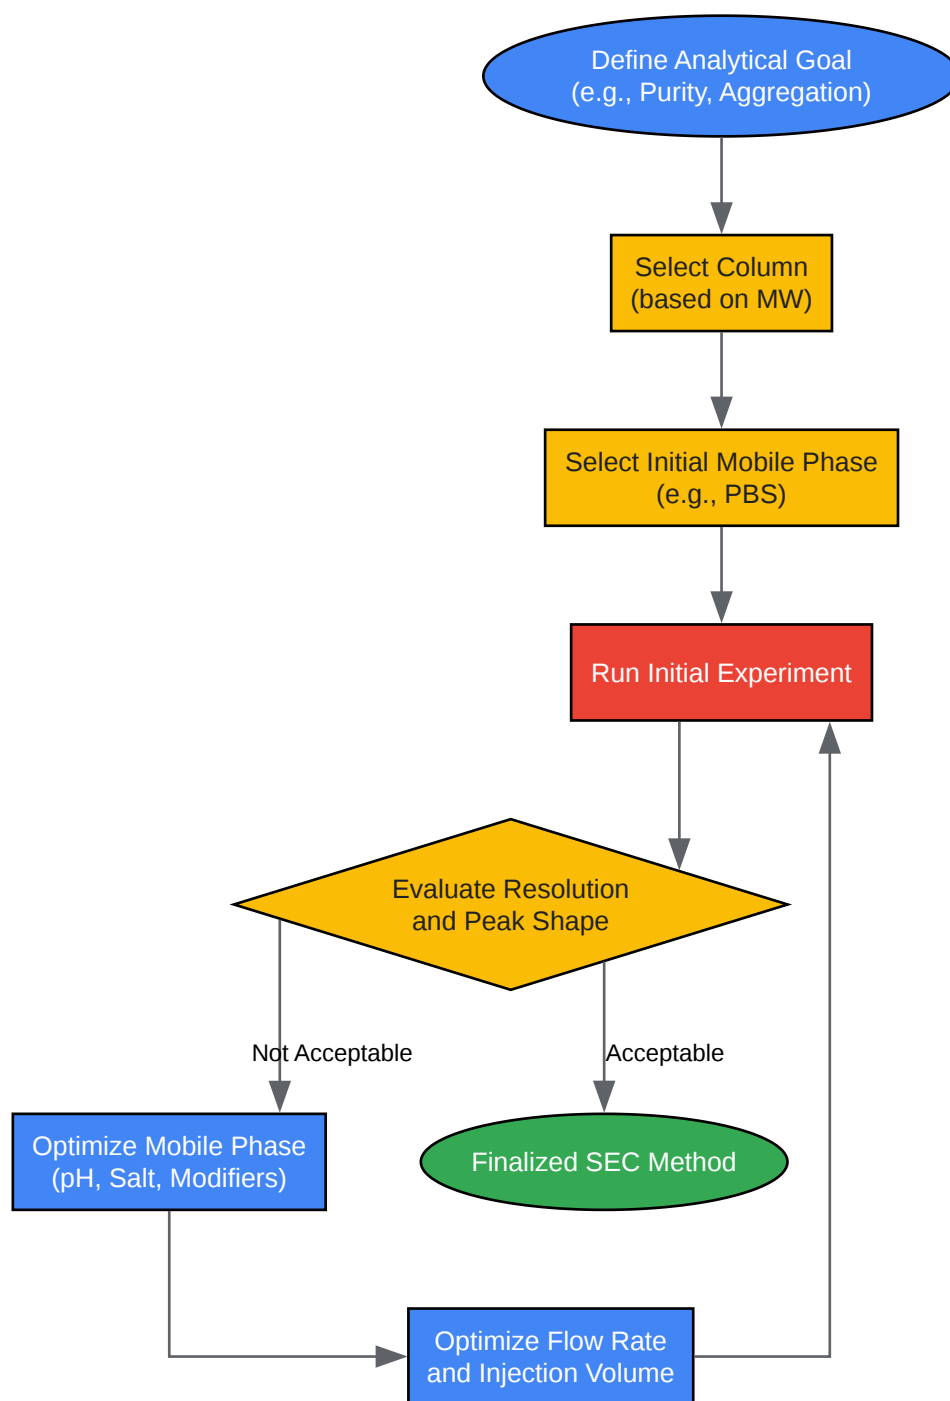 Define Analytical Goal
(e.g., Purity, Aggregation)
Select Column
(based on MW)
Select Initial Mobile Phase
(e.g., PBS)
Run Initial Experiment
Evaluate Resolution
and Peak Shape
Not Acceptable
Acceptable
Optimize Mobile Phase
(pH, Salt, Modifiers)
Finalized SEC Method
Optimize Flow Rate
and Injection Volume